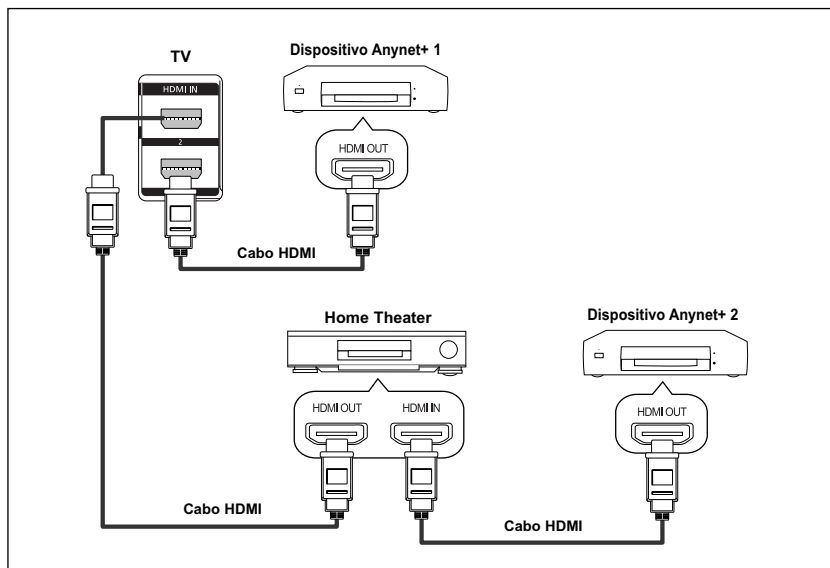 TV
Dispositivo Anynet+ 1
HDMI IN
2
HDMI OUT
Cabo HDMI
Home Theater
Dispositivo Anynet+ 2
HDMI OUT
HDMI IN
HDMI OUT
Cabo HDMI
Cabo HDMI